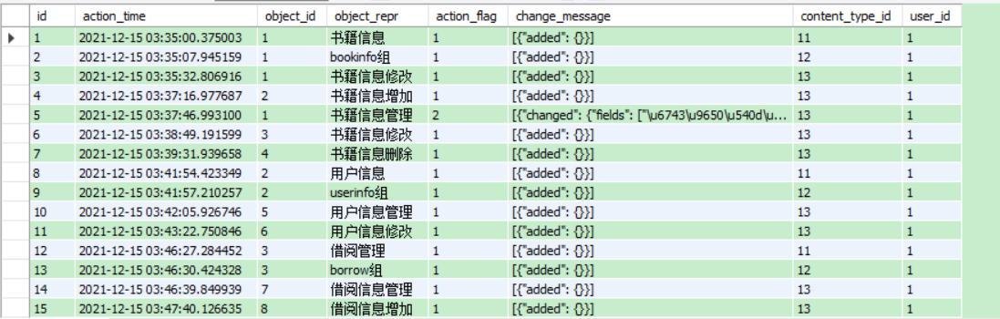 id action_time object_id object_repr action_flag change_message content_type_id user_id
1 2021-12-15 03:35:00.375003 1 书籍信息 1 [{"added": {}}] 11 1
2 2021-12-15 03:35:07.945159 1 bookinfo组 1 [{"added": {}}] 12 1
3 2021-12-15 03:35:32.806916 1 书籍信息修改 1 [{"added": {}}] 13 1
4 2021-12-15 03:37:16.977687 2 书籍信息增加 1 [{"added": {}}] 13 1
5 2021-12-15 03:37:46.993100 1 书籍信息管理 2 [{"changed": {"fields": ["\u6743\u9650\u540d\u... 13 1
6 2021-12-15 03:38:49.191599 3 书籍信息修改 1 [{"added": {}}] 13 1
7 2021-12-15 03:39:31.939658 4 书籍信息删除 1 [{"added": {}}] 13 1
8 2021-12-15 03:41:54.423349 2 用户信息 1 [{"added": {}}] 11 1
9 2021-12-15 03:41:57.210257 2 userinfo组 1 [{"added": {}}] 12 1
10 2021-12-15 03:42:05.926746 5 用户信息管理 1 [{"added": {}}] 13 1
11 2021-12-15 03:43:22.750846 6 用户信息修改 1 [{"added": {}}] 13 1
12 2021-12-15 03:46:27.284452 3 借阅管理 1 [{"added": {}}] 11 1
13 2021-12-15 03:46:30.424328 3 borrow组 1 [{"added": {}}] 12 1
14 2021-12-15 03:46:39.849939 7 借阅信息管理 1 [{"added": {}}] 13 1
15 2021-12-15 03:47:40.126635 8 借阅信息增加 1 [{"added": {}}] 13 1